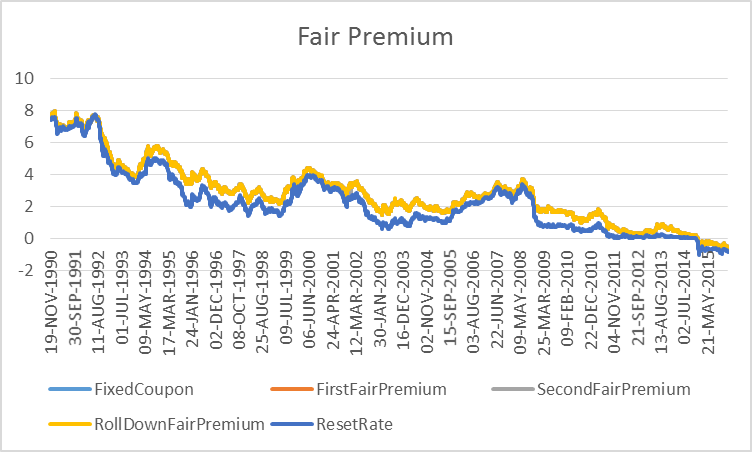 Fair Premium
10
8
6
4
2
0
-2
19-NOV-1990
30-SEP-1991
11-AUG-1992
01-JUL-1993
09-MAY-1994
17-MAR-1995
24-JAN-1996
02-DEC-1996
08-OCT-1997
25-AUG-1998
09-JUL-1999
06-JUN-2000
24-APR-2001
12-MAR-2002
30-JAN-2003
16-DEC-2003
02-NOV-2004
15-SEP-2005
03-AUG-2006
22-JUN-2007
08-MAY-2008
25-MAR-2009
09-FEB-2010
22-DEC-2010
04-NOV-2011
21-SEP-2012
13-AUG-2013
02-JUL-2014
21-MAY-2015
FixedCoupon
FirstFairPremium
SecondFairPremium
RollDownFairPremium
ResetRate